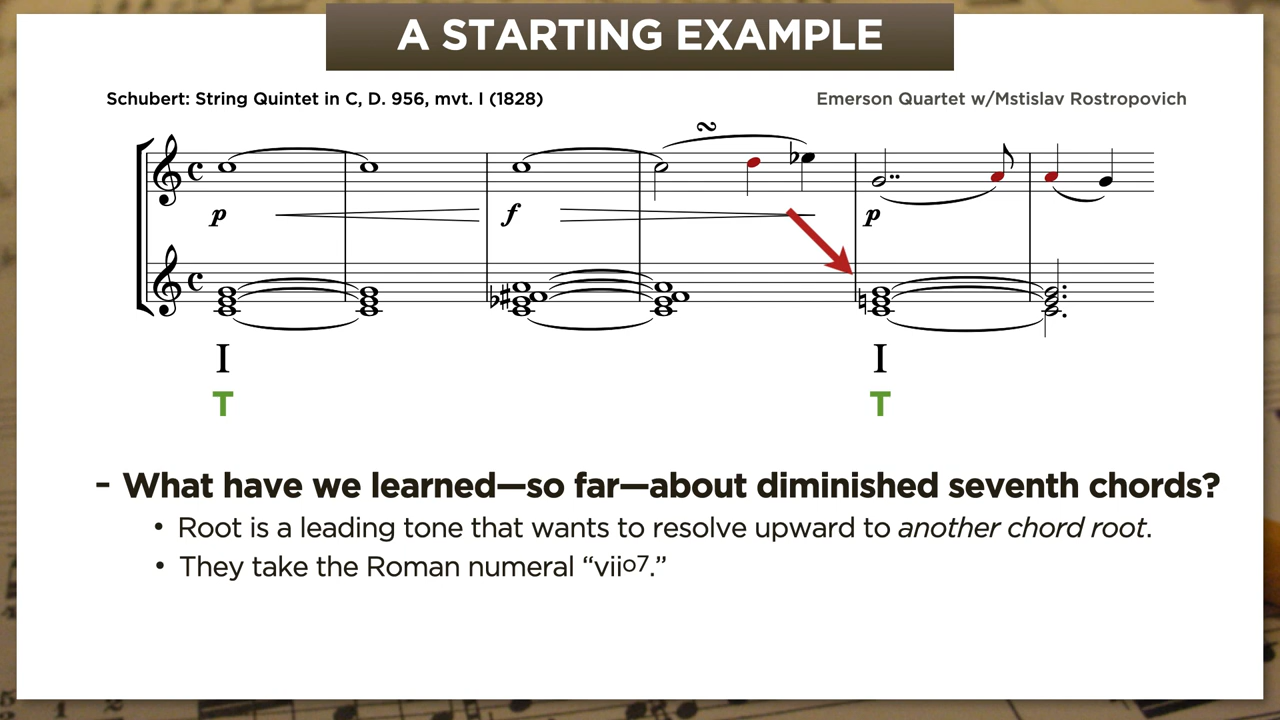 A STARTING EXAMPLE
Schubert: String Quintet in C, D. 956, mvt. I (1828)
Emerson Quartet w/Mstislav Rostropovich
p f p
I I
T T
- What have we learned—so far—about diminished seventh chords?
• Root is a leading tone that wants to resolve upward to another chord root.
• They take the Roman numeral “viio7.”